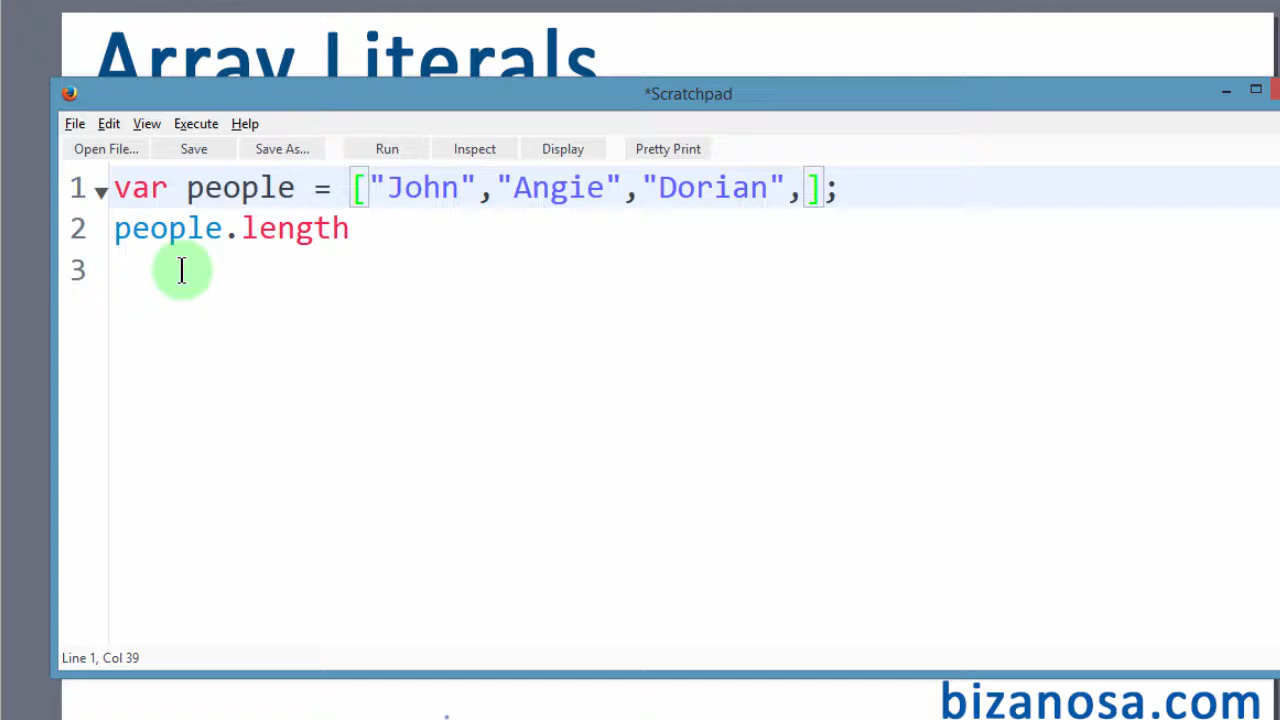 Array Literals
*Scratchpad
File Edit View Execute Help
Open File... Save Save As... Run Inspect Display Pretty Print
1 var people = ["John","Angie","Dorian",];
2 people.length
3
Line 1, Col 39
bizanosa.com